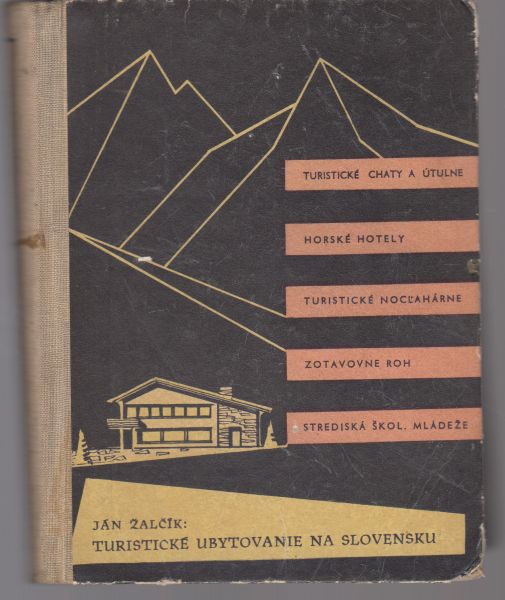 TURISTICKÉ CHATY A ÚTULNE
HORSKÉ HOTELY
TURISTICKÉ NOCĽAHÁRNE
ZOTAVOVNE ROH
STREDISKÁ ŠKOL. MLÁDEŽE
JÁN ŽALČÍK:
TURISTICKÉ UBYTOVANIE NA SLOVENSKU